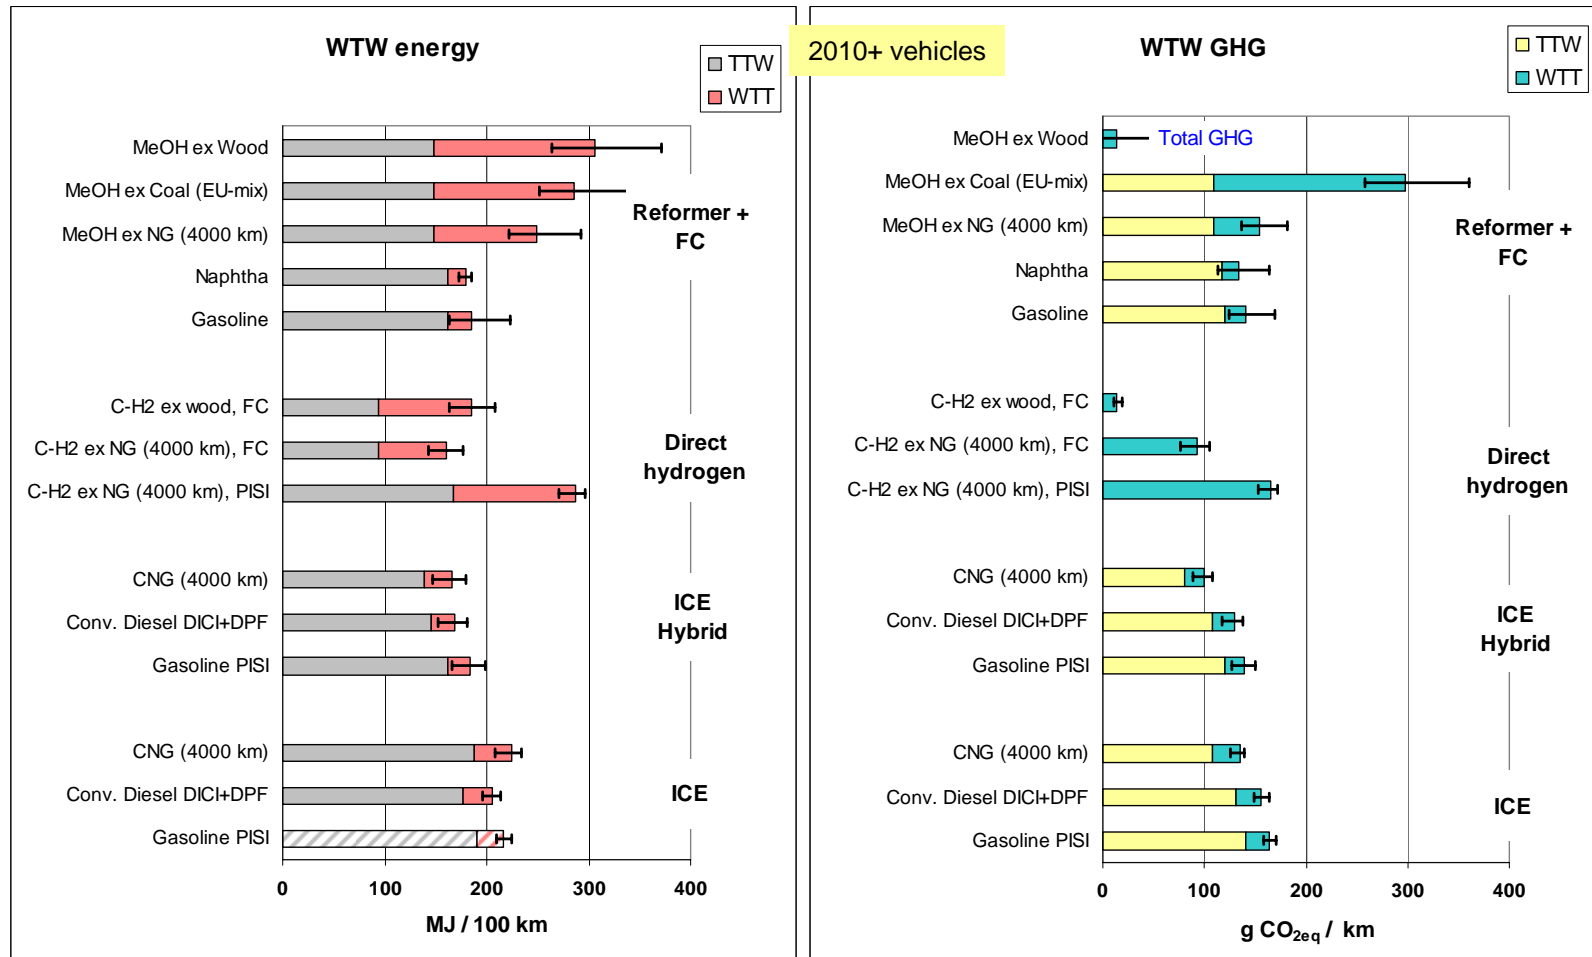 WTW energy
TTW
WTT
MeOH ex Wood
MeOH ex Coal (EU-mix)
MeOH ex NG (4000 km)
Naphtha
Gasoline
C-H2 ex wood, FC
C-H2 ex NG (4000 km), FC
C-H2 ex NG (4000 km), PISI
CNG (4000 km)
Conv. Diesel DICI+DPF
Gasoline PISI
CNG (4000 km)
Conv. Diesel DICI+DPF
Gasoline PISI
Reformer +
FC
Direct
hydrogen
ICE
Hybrid
ICE
0 100 200 300 400
MJ / 100 km
2010+ vehicles
WTW GHG
TTW
WTT
MeOH ex Wood
Total GHG
MeOH ex Coal (EU-mix)
MeOH ex NG (4000 km)
Naphtha
Gasoline
C-H2 ex wood, FC
C-H2 ex NG (4000 km), FC
C-H2 ex NG (4000 km), PISI
CNG (4000 km)
Conv. Diesel DICI+DPF
Gasoline PISI
CNG (4000 km)
Conv. Diesel DICI+DPF
Gasoline PISI
Reformer +
FC
Direct
hydrogen
ICE
Hybrid
ICE
0 100 200 300 400
g CO2eq / km